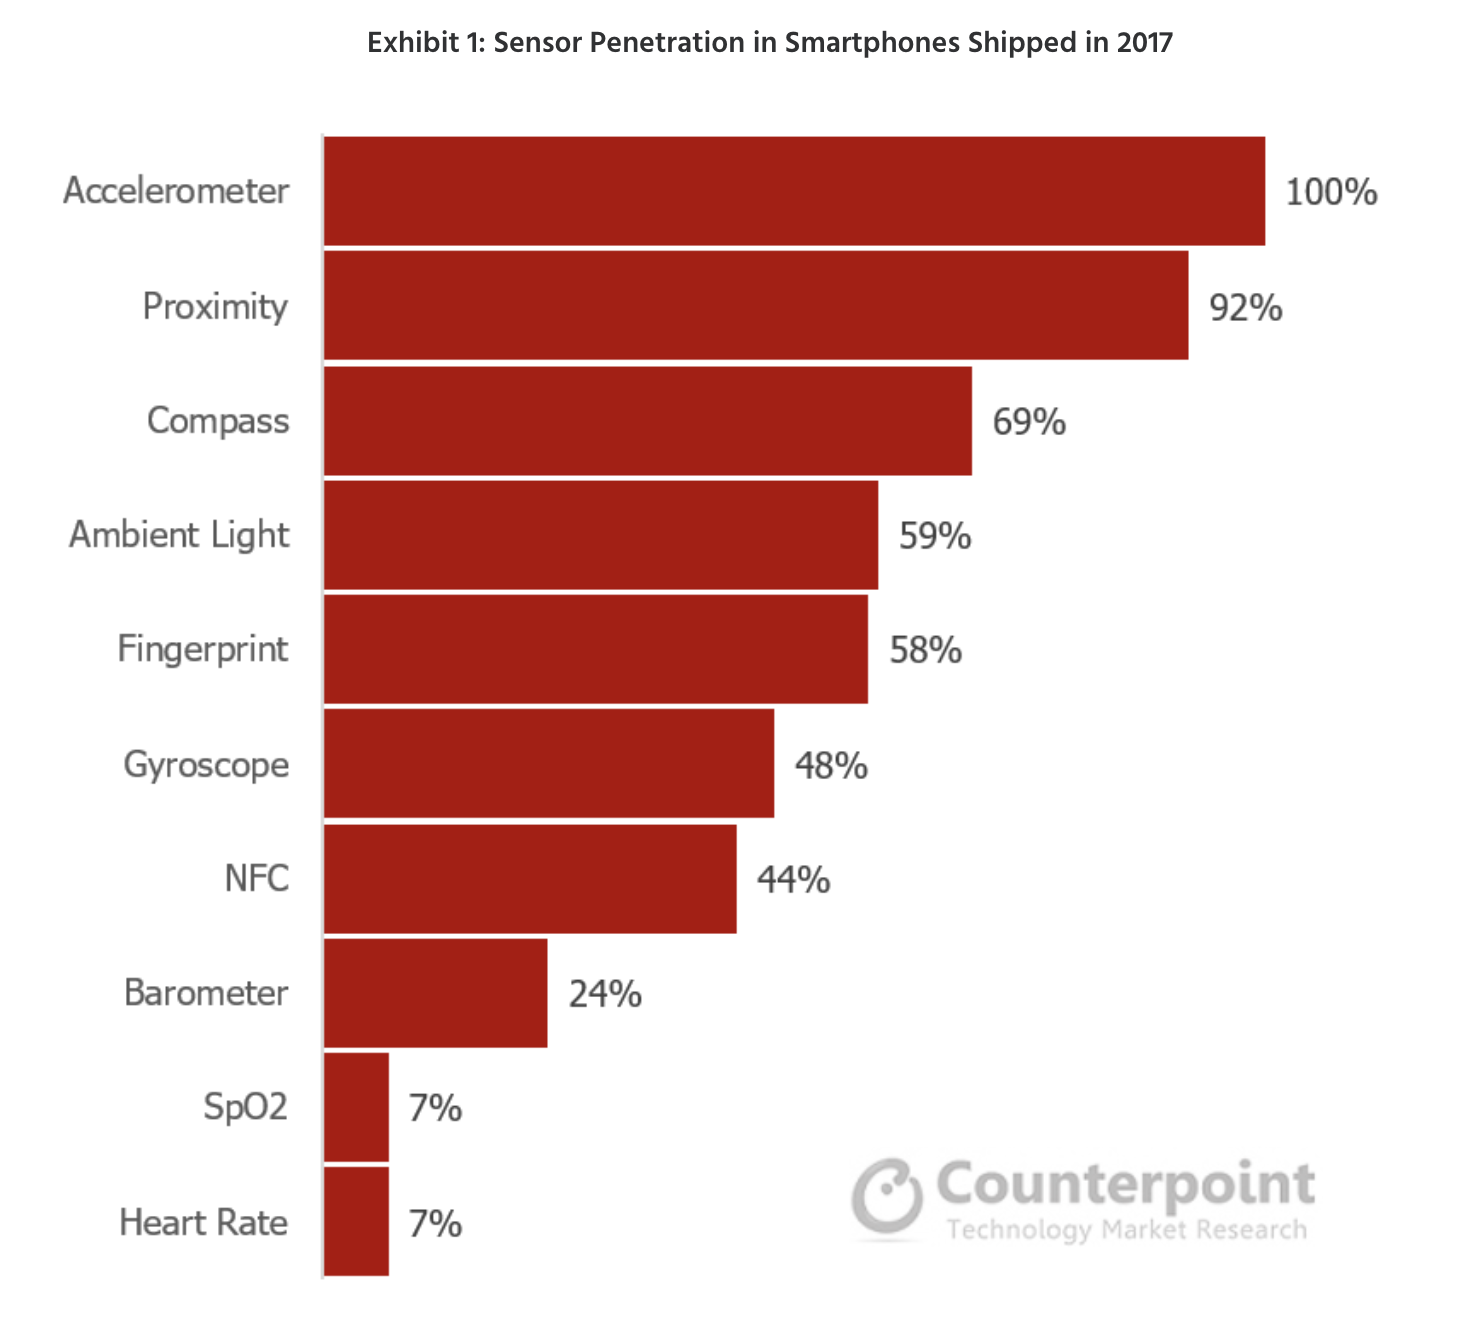 Exhibit 1: Sensor Penetration in Smartphones Shipped in 2017
Accelerometer 100%
Proximity 92%
Compass 69%
Ambient Light 59%
Fingerprint 58%
Gyroscope 48%
NFC 44%
Barometer 24%
SpO2 7%
Heart Rate 7%
Counterpoint
Technology Market Research